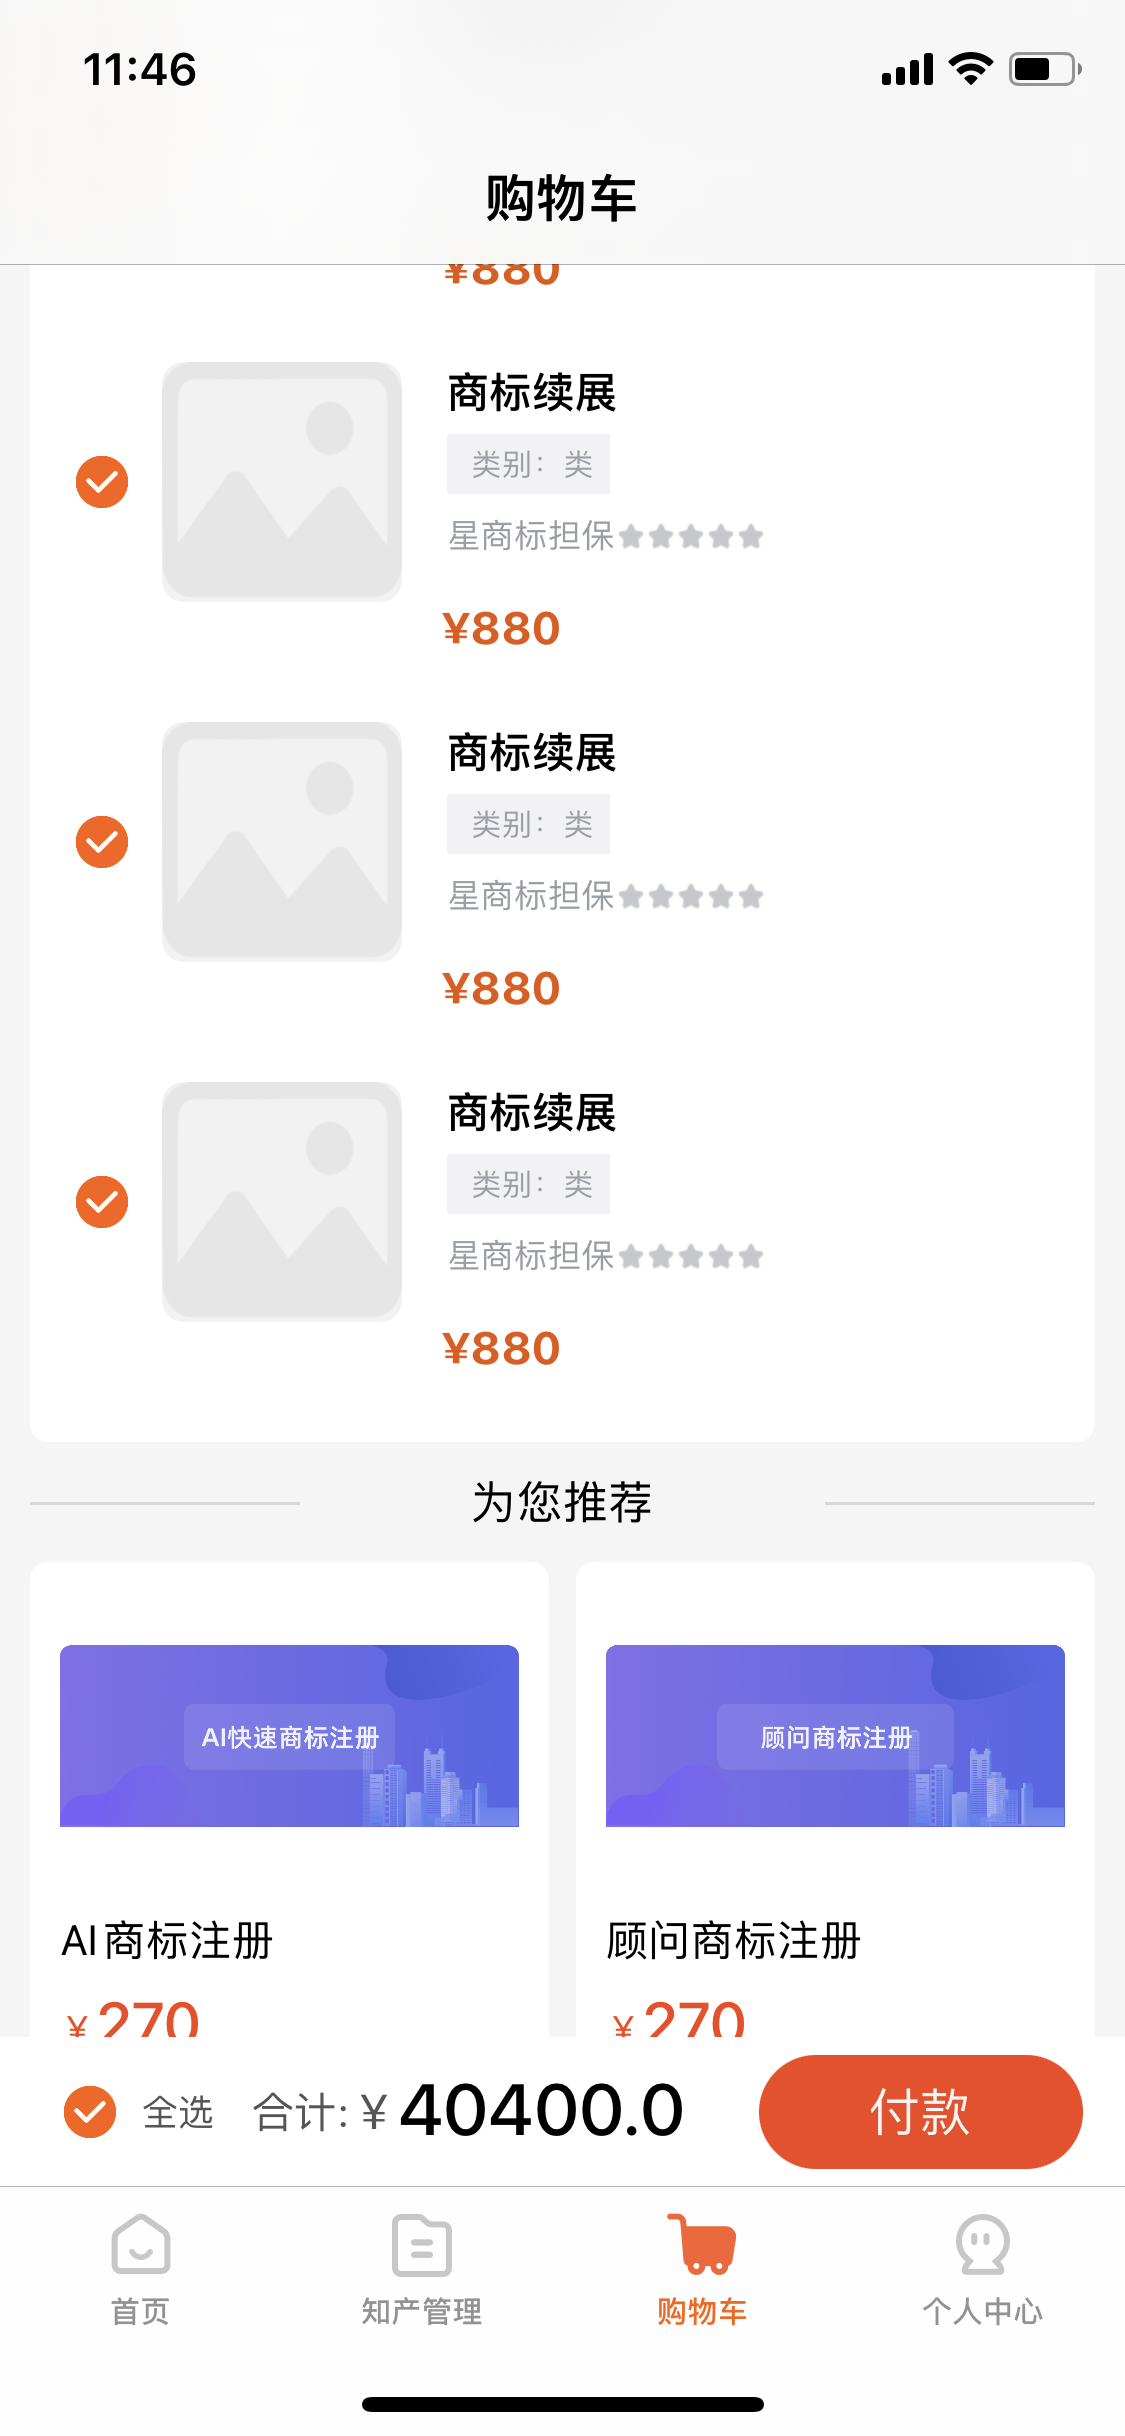 11:46
购物车
¥880
商标续展
类别：类
星商标担保
¥880
商标续展
类别：类
星商标担保
¥880
商标续展
类别：类
星商标担保
¥880
为您推荐
AI快速商标注册
顾问商标注册
AI商标注册
顾问商标注册
¥270
¥270
全选 合计:¥40400.0 付款
首页 知产管理 购物车 个人中心